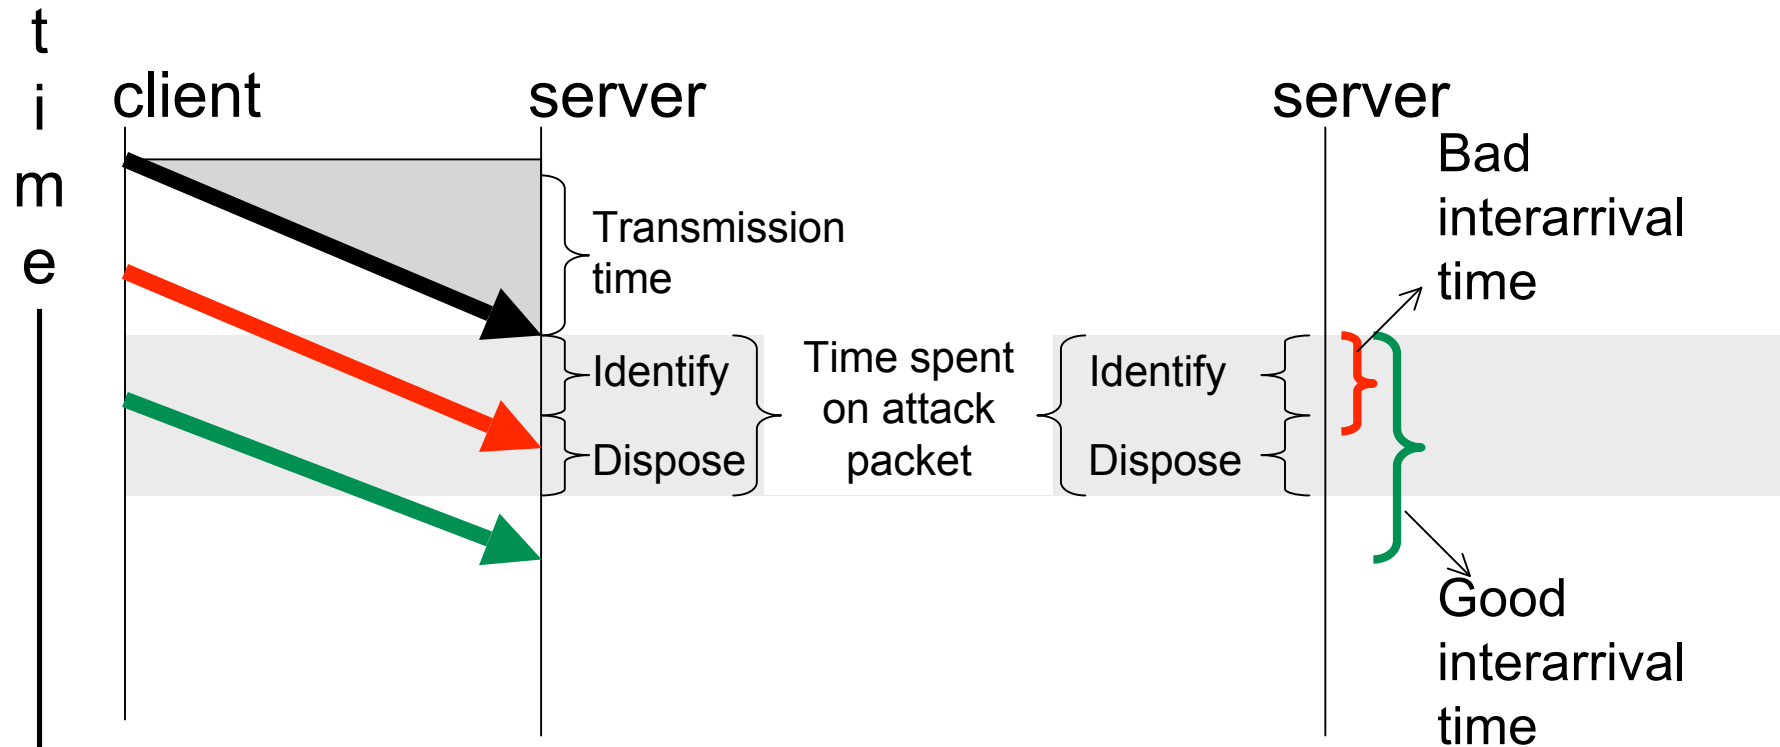 t
i
m
e
client
server
server
Transmission
time
Identify
Dispose
Time spent
on attack
packet
Identify
Dispose
Bad
interarrival
time
Good
interarrival
time